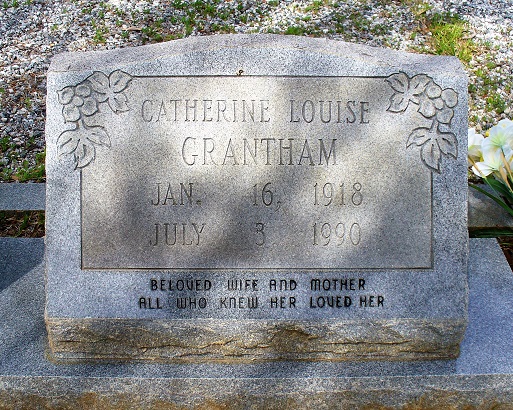 CATHERINE LOUISE
GRANTHAM
JAN. 16, 1918
JULY 3 1990
BELOVED WIFE AND MOTHER
ALL WHO KNEW HER LOVED HER